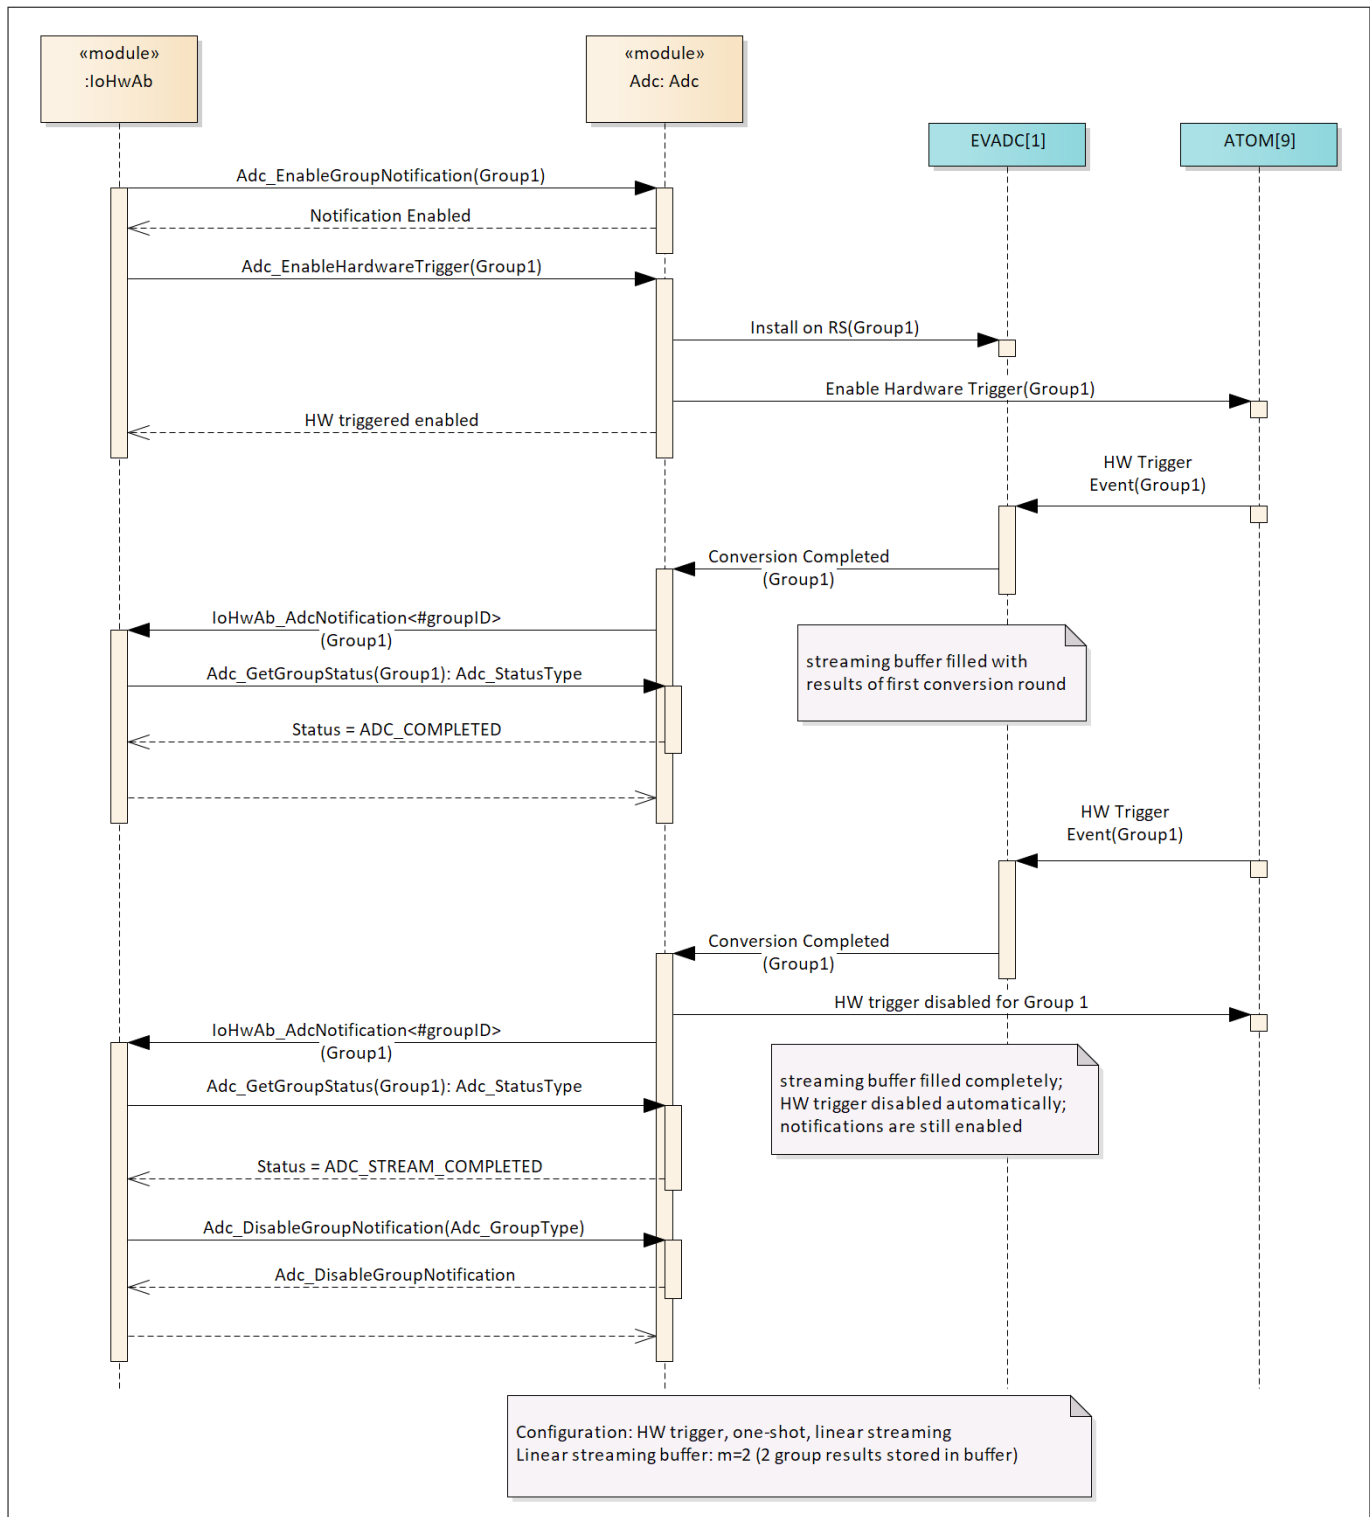 «module»
:IoHwAb
«module»
Adc: Adc
EVADC[1]
ATOM[9]
Adc_EnableGroupNotification(Group1)
Notification Enabled
Adc_EnableHardwareTrigger(Group1)
Install on RS(Group1)
Enable Hardware Trigger(Group1)
HW triggered enabled
HW Trigger
Event(Group1)
Conversion Completed
(Group1)
IoHwAb_AdcNotification<#groupID>
(Group1)
streaming buffer filled with
results of first conversion round
Adc_GetGroupStatus(Group1): Adc_StatusType
Status = ADC_COMPLETED
HW Trigger
Event(Group1)
Conversion Completed
(Group1)
HW trigger disabled for Group 1
IoHwAb_AdcNotification<#groupID>
(Group1)
streaming buffer filled completely;
HW trigger disabled automatically;
notifications are still enabled
Adc_GetGroupStatus(Group1): Adc_StatusType
Status = ADC_STREAM_COMPLETED
Adc_DisableGroupNotification(Adc_GroupType)
Adc_DisableGroupNotification
Configuration: HW trigger, one-shot, linear streaming
Linear streaming buffer: m=2 (2 group results stored in buffer)